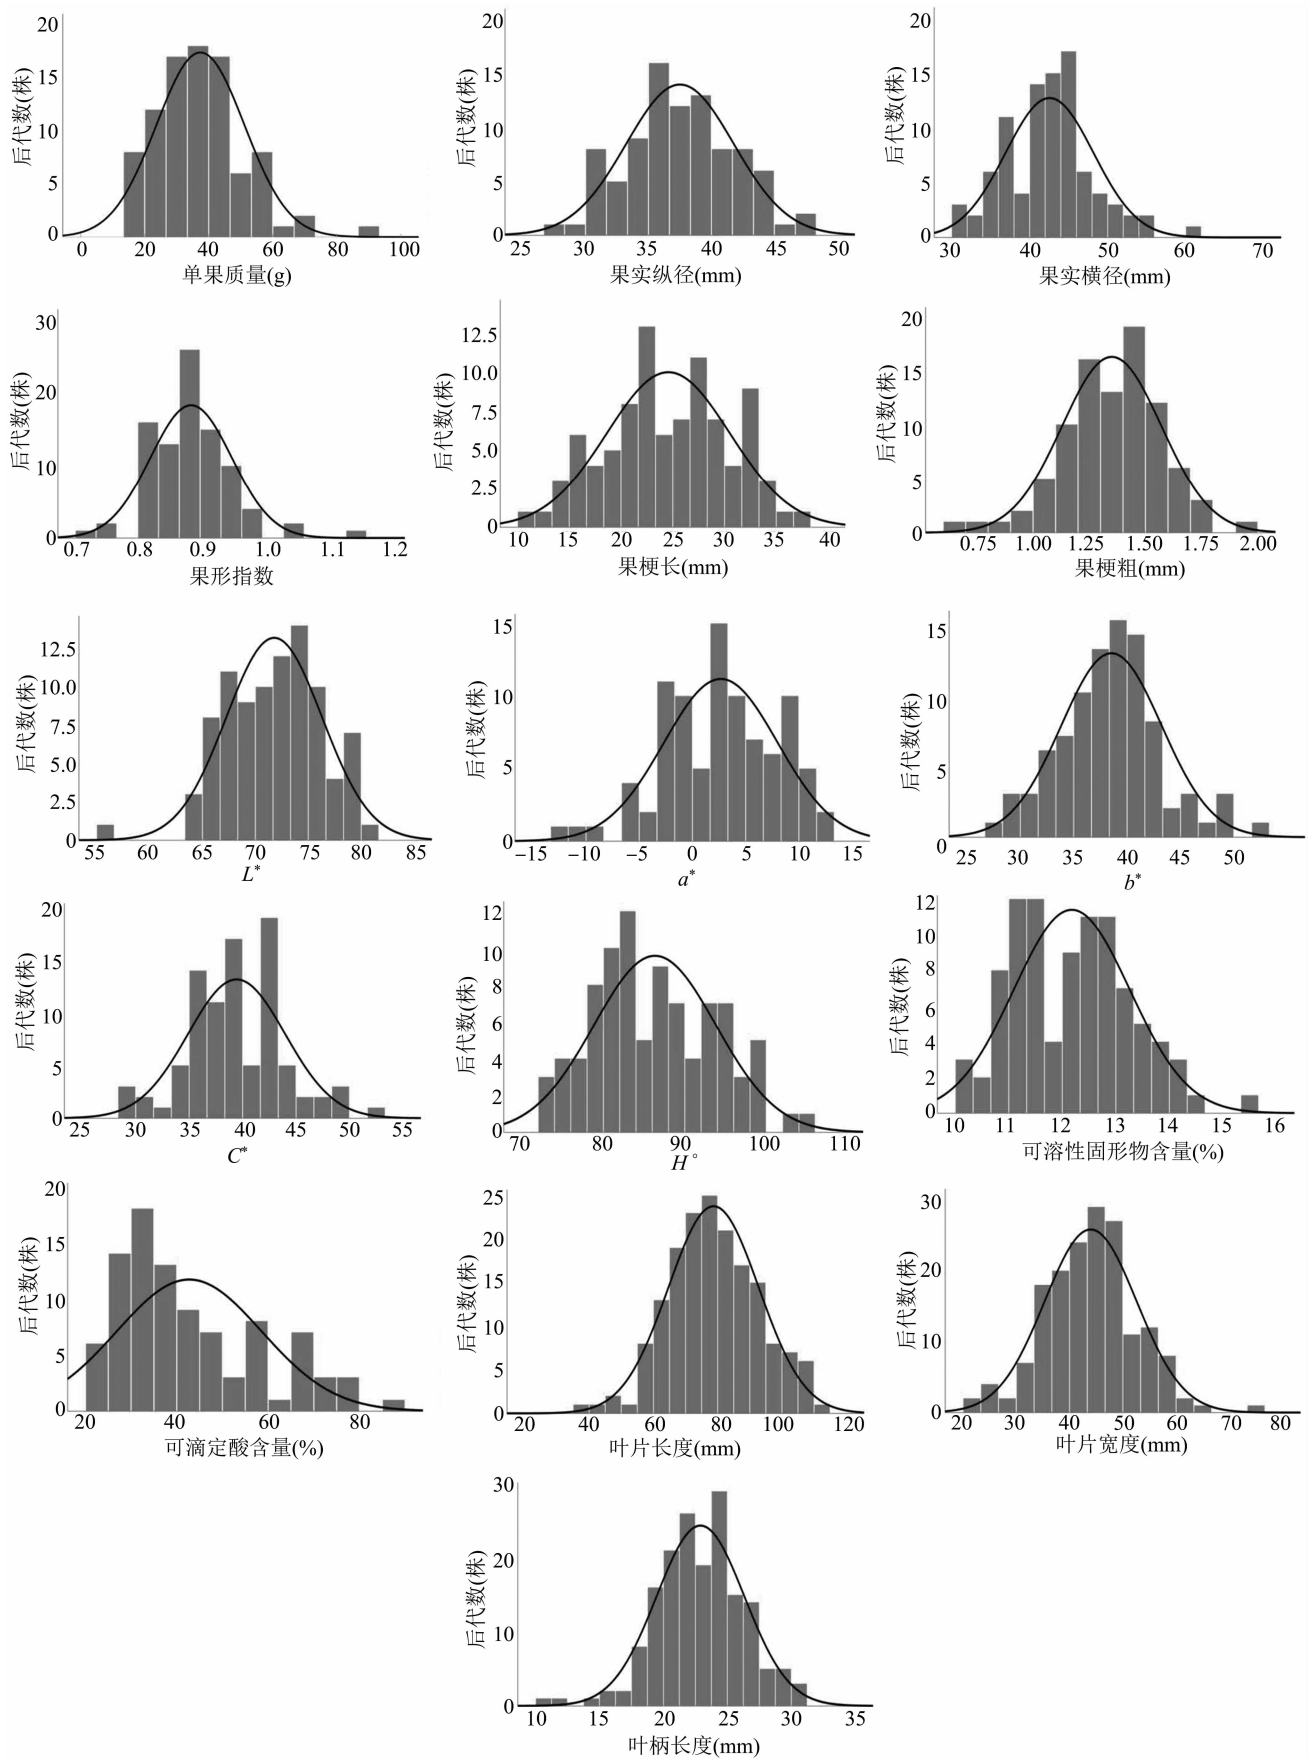 后代数(株)
20
15
10
5
0
0 20 40 60 80 100
单果质量(g)
后代数(株)
20
15
10
5
0
25 30 35 40 45 50
果实纵径(mm)
后代数(株)
20
15
10
5
0
30 40 50 60 70
果实横径(mm)
后代数(株)
30
20
10
0
0.7 0.8 0.9 1.0 1.1 1.2
果形指数
后代数(株)
12.5
10.0
7.5
5.0
2.5
0
10 15 20 25 30 35 40
果梗长(mm)
后代数(株)
20
15
10
5
0
0.75 1.00 1.25 1.50 1.75 2.00
果梗粗(mm)
后代数(株)
12.5
10.0
7.5
5.0
2.5
0
55 60 65 70 75 80 85
L*
后代数(株)
15
10
5
0
−15 −10 −5 0 5 10 15
a*
后代数(株)
15
10
5
0
25 30 35 40 45 50
b*
后代数(株)
20
15
10
5
0
25 30 35 40 45 50 55
C*
后代数(株)
12
10
8
6
4
2
0
70 80 90 100 110
H°
后代数(株)
12
10
8
6
4
2
0
10 11 12 13 14 15 16
可溶性固形物含量(%)
后代数(株)
20
15
10
5
0
20 40 60 80
可滴定酸含量(%)
后代数(株)
25
20
15
10
5
0
20 40 60 80 100 120
叶片长度(mm)
后代数(株)
30
20
10
0
20 30 40 50 60 70 80
叶片宽度(mm)
后代数(株)
30
20
10
0
10 15 20 25 30 35
叶柄长度(mm)